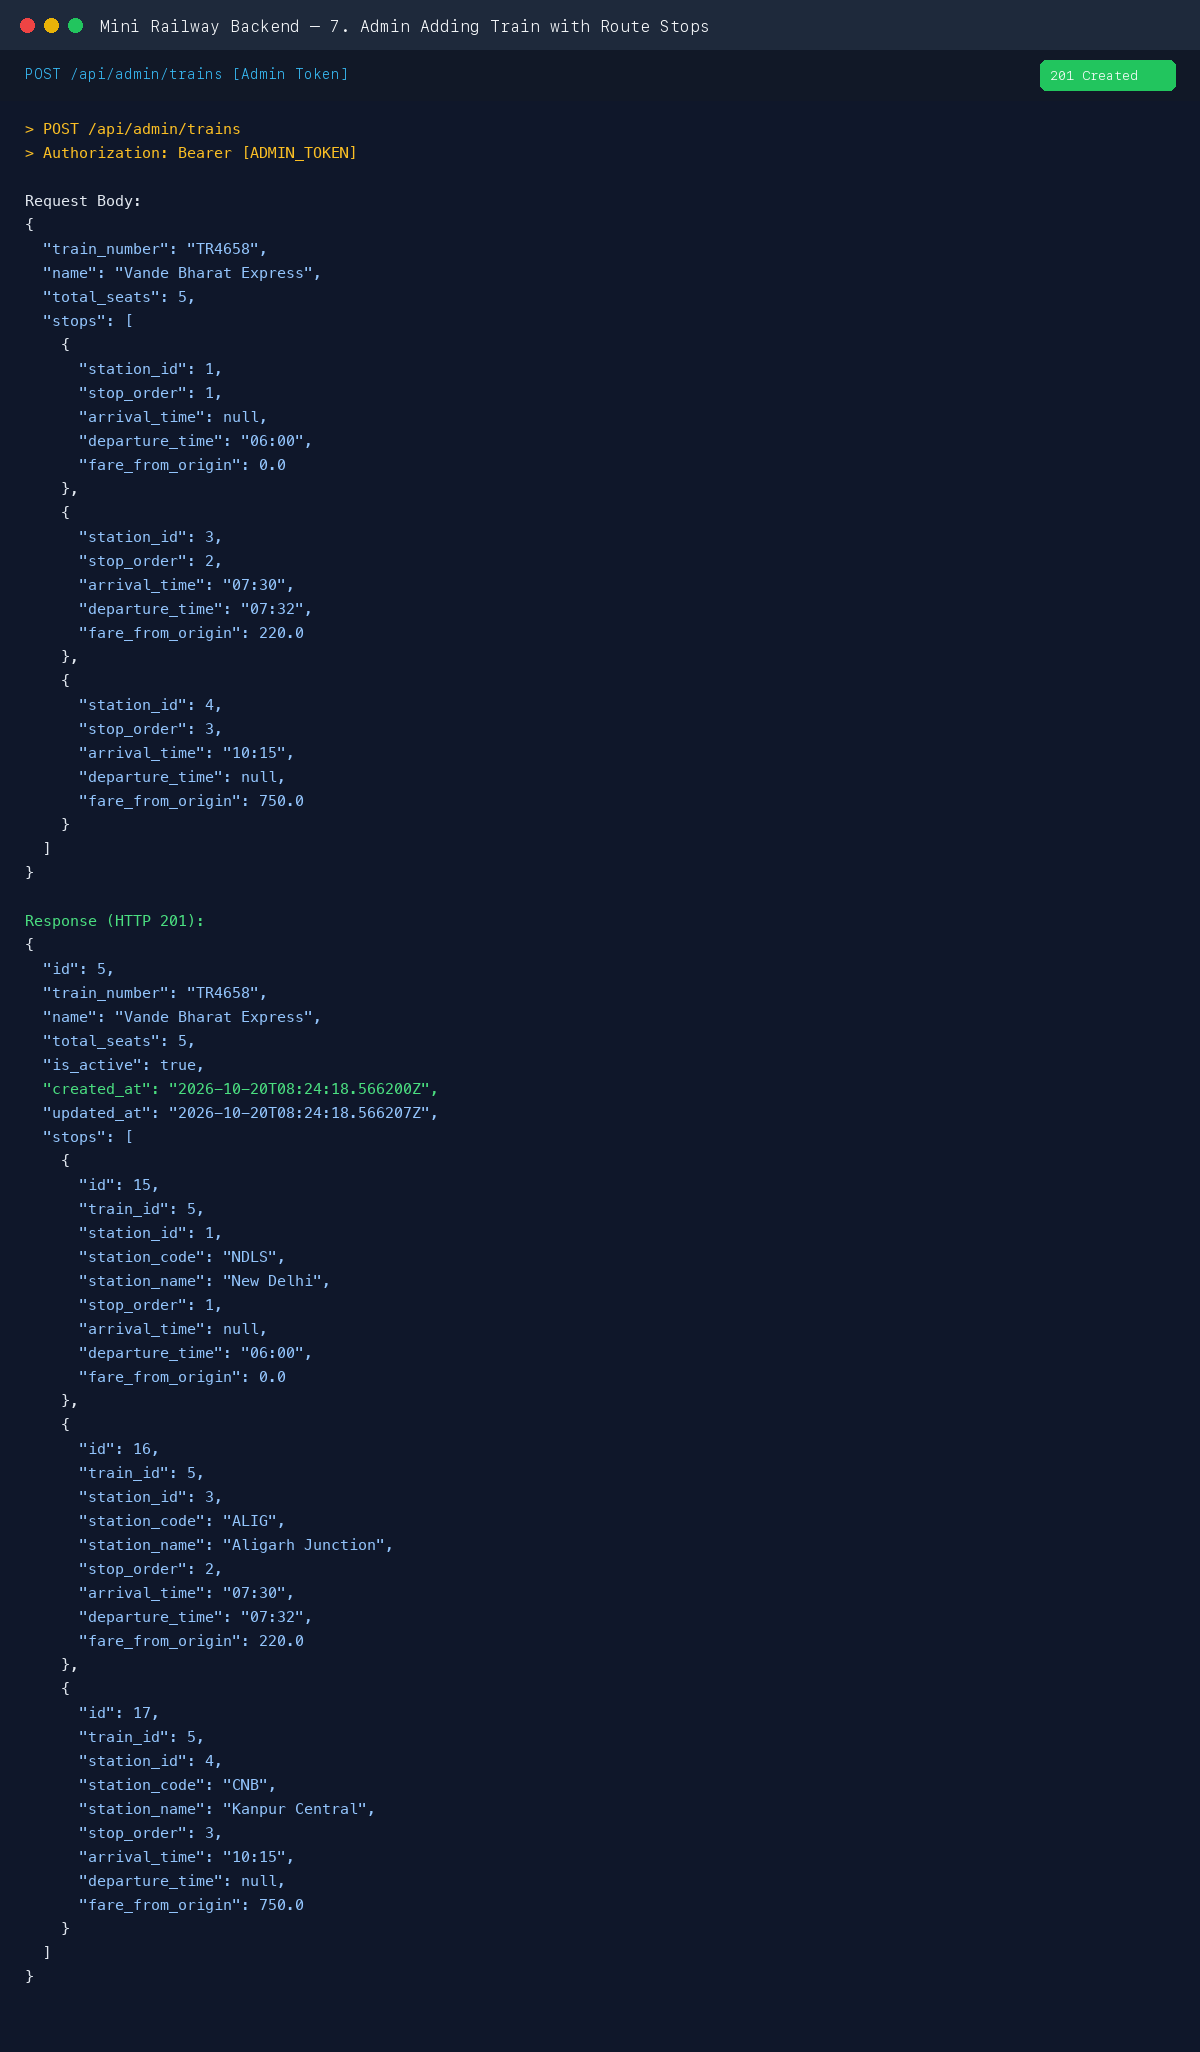 Mini Railway Backend — 7. Admin Adding Train with Route Stops
POST /api/admin/trains [Admin Token]
201 Created
> POST /api/admin/trains
> Authorization: Bearer [ADMIN_TOKEN]
Request Body:
{
  "train_number": "TR4658",
  "name": "Vande Bharat Express",
  "total_seats": 5,
  "stops": [
    {
      "station_id": 1,
      "stop_order": 1,
      "arrival_time": null,
      "departure_time": "06:00",
      "fare_from_origin": 0.0
    },
    {
      "station_id": 3,
      "stop_order": 2,
      "arrival_time": "07:30",
      "departure_time": "07:32",
      "fare_from_origin": 220.0
    },
    {
      "station_id": 4,
      "stop_order": 3,
      "arrival_time": "10:15",
      "departure_time": null,
      "fare_from_origin": 750.0
    }
  ]
}
Response (HTTP 201):
{
  "id": 5,
  "train_number": "TR4658",
  "name": "Vande Bharat Express",
  "total_seats": 5,
  "is_active": true,
  "created_at": "2026-10-20T08:24:18.566200Z",
  "updated_at": "2026-10-20T08:24:18.566207Z",
  "stops": [
    {
      "id": 15,
      "train_id": 5,
      "station_id": 1,
      "station_code": "NDLS",
      "station_name": "New Delhi",
      "stop_order": 1,
      "arrival_time": null,
      "departure_time": "06:00",
      "fare_from_origin": 0.0
    },
    {
      "id": 16,
      "train_id": 5,
      "station_id": 3,
      "station_code": "ALIG",
      "station_name": "Aligarh Junction",
      "stop_order": 2,
      "arrival_time": "07:30",
      "departure_time": "07:32",
      "fare_from_origin": 220.0
    },
    {
      "id": 17,
      "train_id": 5,
      "station_id": 4,
      "station_code": "CNB",
      "station_name": "Kanpur Central",
      "stop_order": 3,
      "arrival_time": "10:15",
      "departure_time": null,
      "fare_from_origin": 750.0
    }
  ]
}